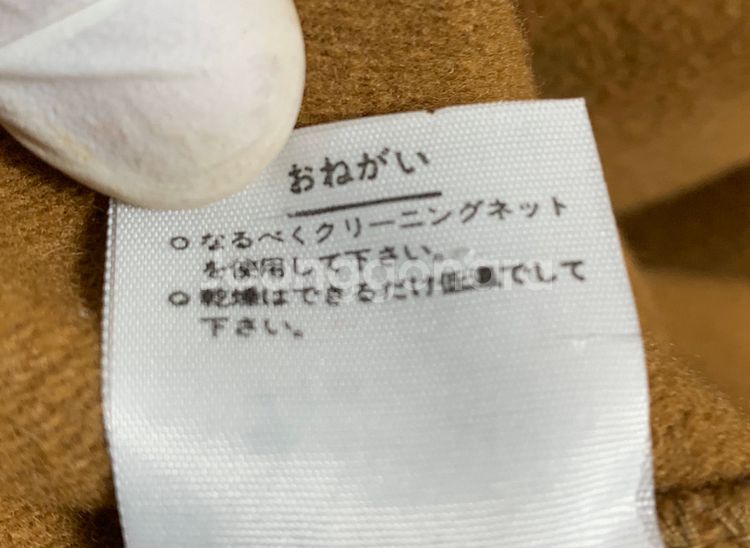 おねがい
○なるべくクリーニングネット
を使用して下さい。
○乾燥はできるだけ低温でして
下さい。